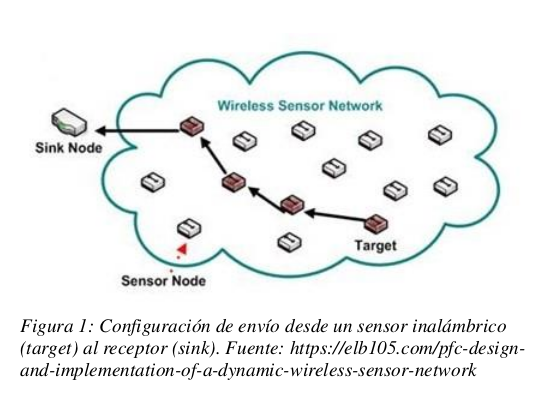 Wireless Sensor Network
Sink Node
Target
Sensor Node
Figura 1: Configuración de envío desde un sensor inalámbrico
(target) al receptor (sink). Fuente: https://elb105.com/pfc-design-
and-implementation-of-a-dynamic-wireless-sensor-network